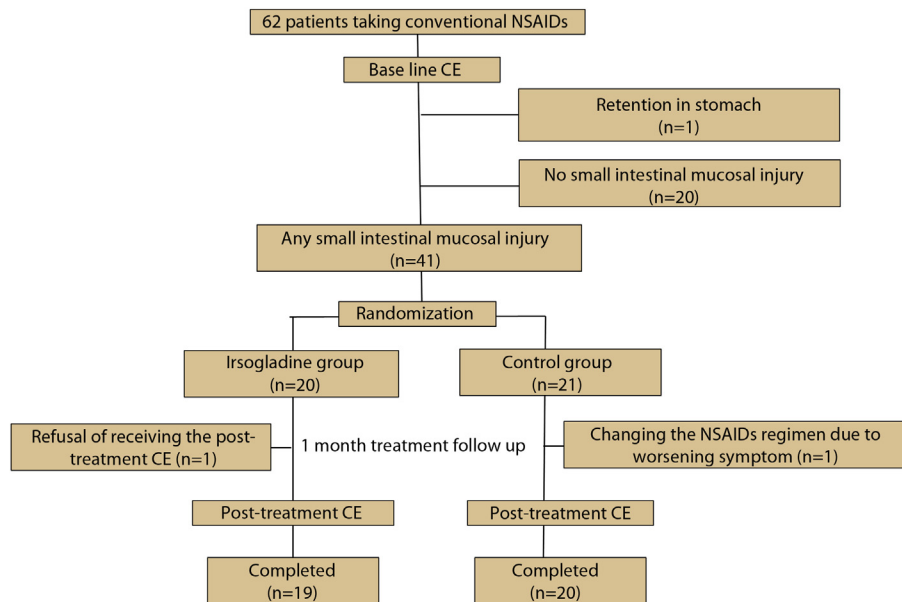 62 patients taking conventional NSAIDs
Base line CE
Retention in stomach
(n=1)
No small intestinal mucosal injury
(n=20)
Any small intestinal mucosal injury
(n=41)
Randomization
Irsogladine group
(n=20)
Control group
(n=21)
Refusal of receiving the post-
treatment CE (n=1)
1 month treatment follow up
Changing the NSAIDs regimen due to
worsening symptom (n=1)
Post-treatment CE
Post-treatment CE
Completed
(n=19)
Completed
(n=20)